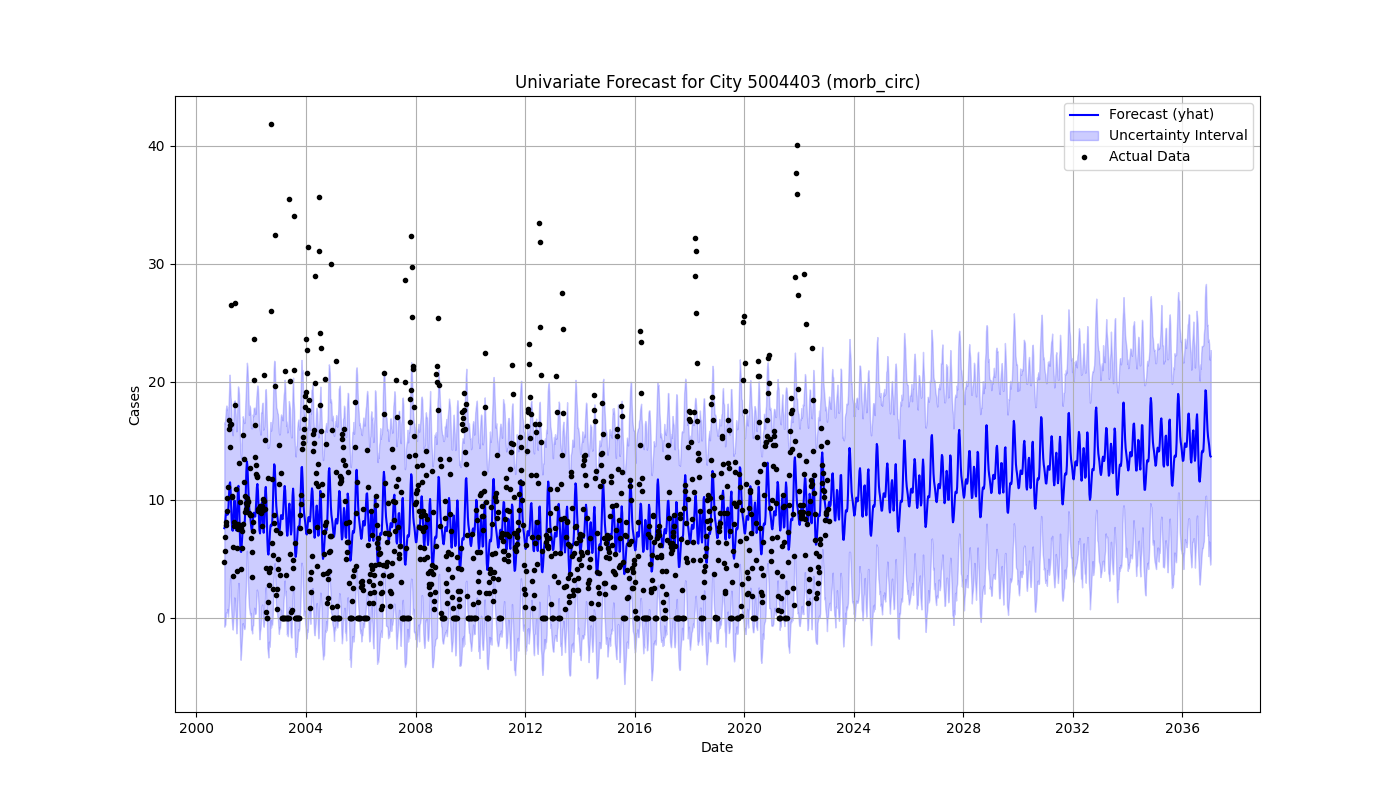 Univariate Forecast for City 5004403 (morb_circ)
Forecast (yhat)
Uncertainty Interval
Actual Data
Cases
40
30
20
10
0
2000 2004 2008 2012 2016 2020 2024 2028 2032 2036
Date